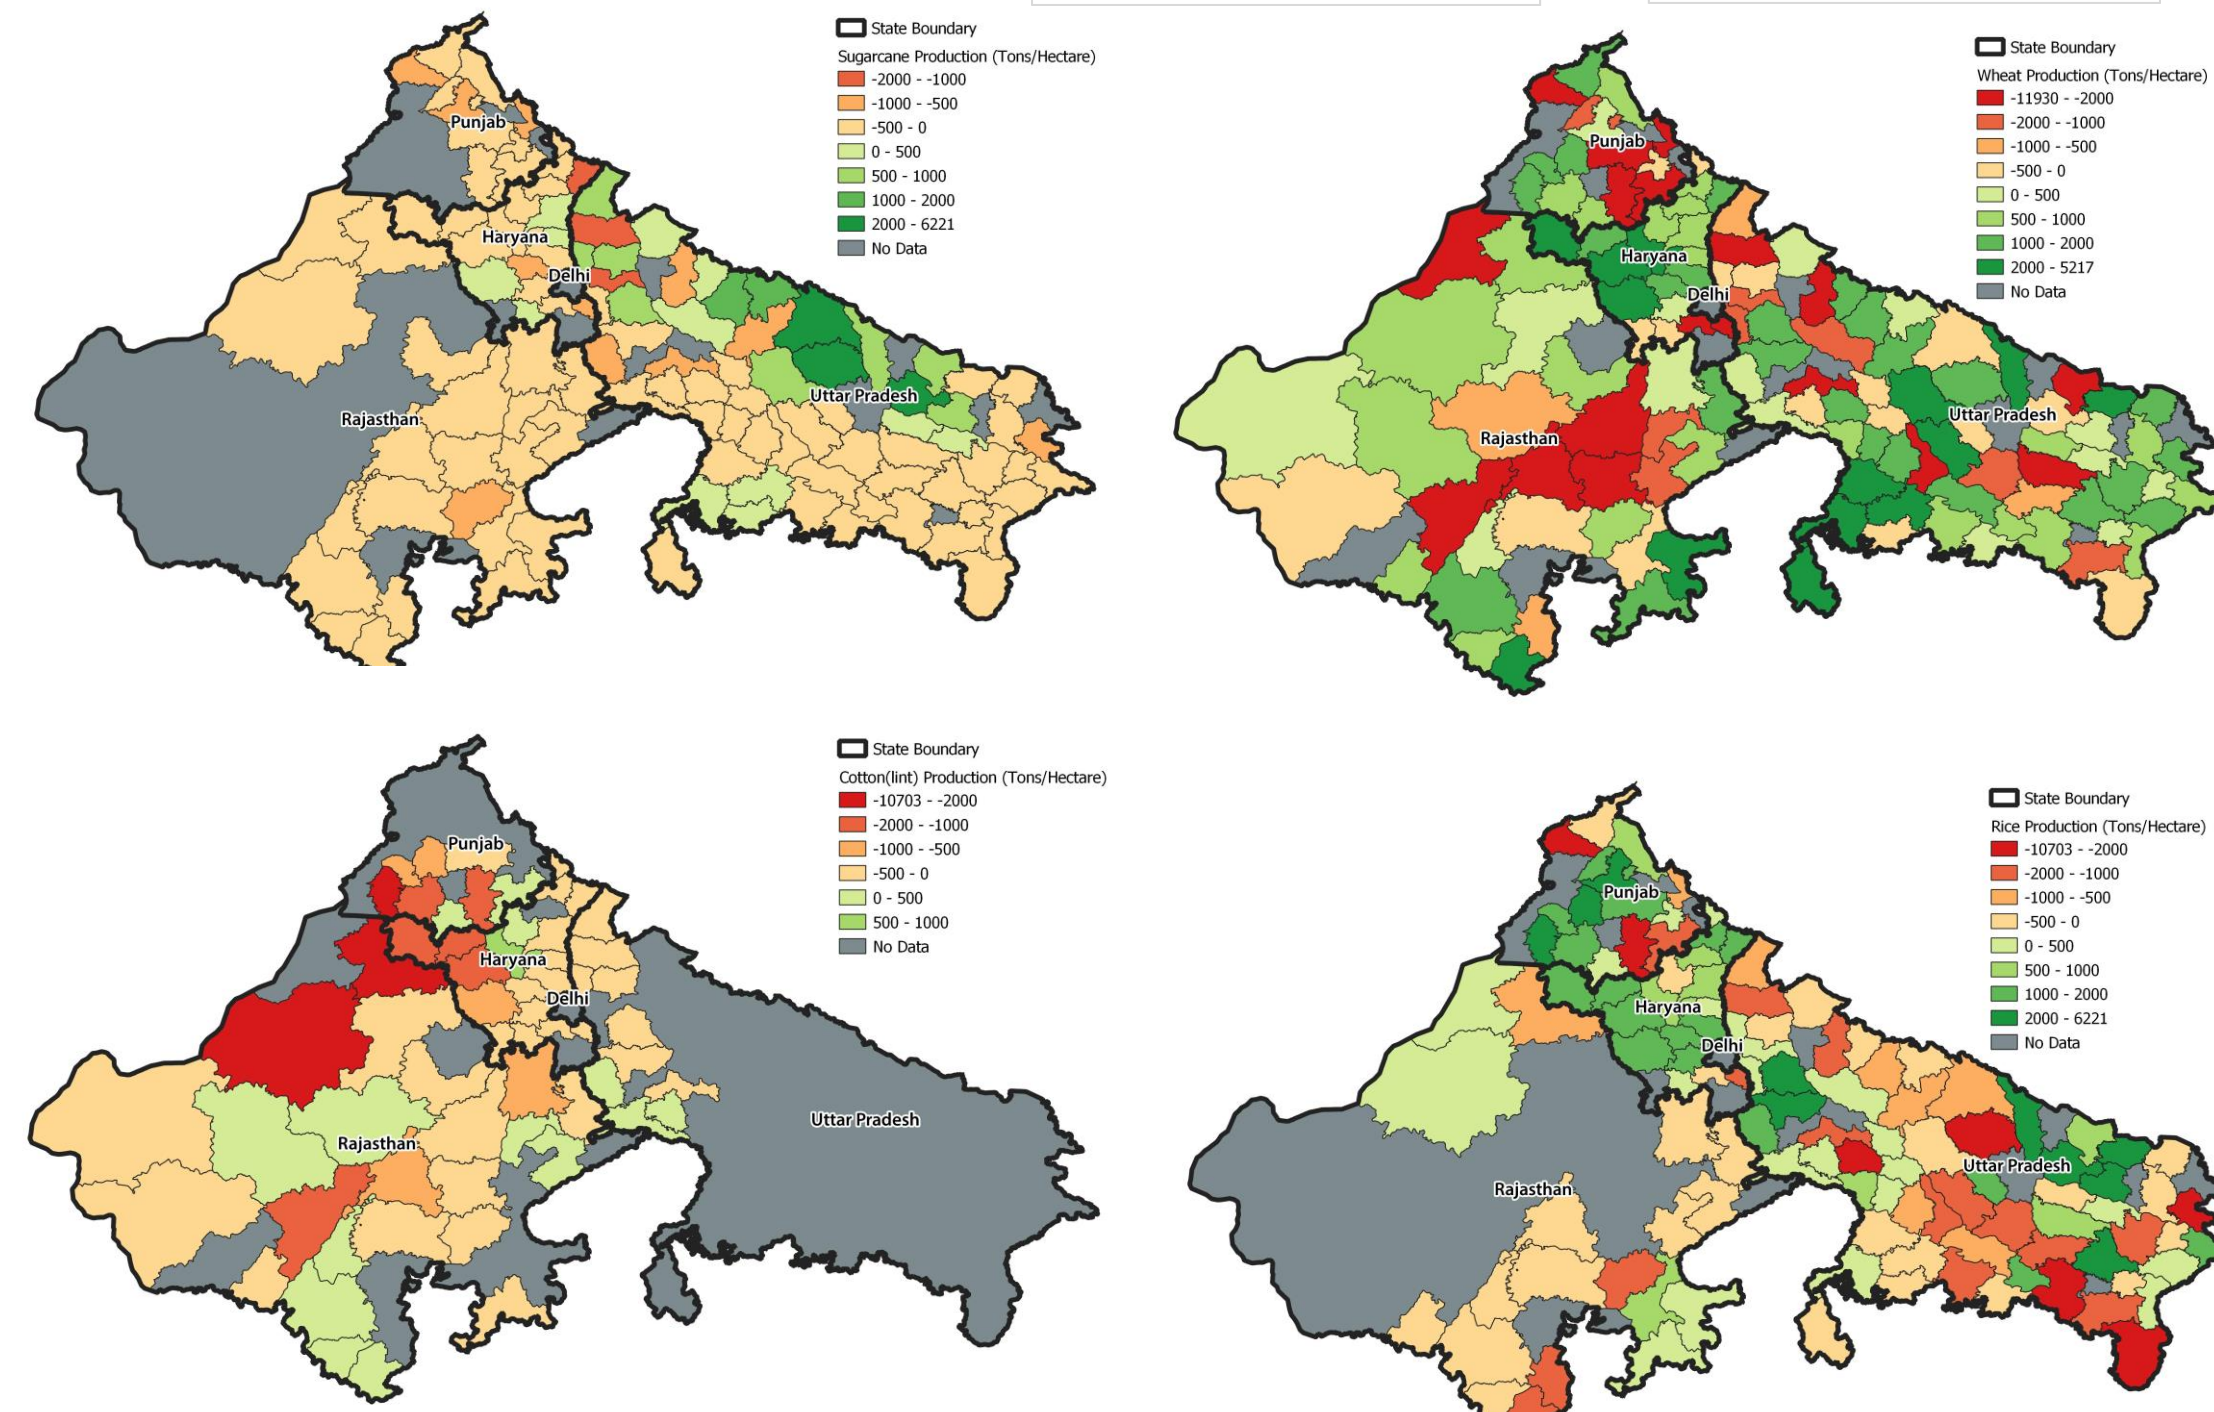 State Boundary
Sugarcane Production (Tons/Hectare)
-2000 - -1000
-1000 - -500
-500 - 0
0 - 500
500 - 1000
1000 - 2000
2000 - 6221
No Data
Punjab
Haryana
Delhi
Rajasthan
Uttar Pradesh
State Boundary
Wheat Production (Tons/Hectare)
-11930 - -2000
-2000 - -1000
-1000 - -500
-500 - 0
0 - 500
500 - 1000
1000 - 2000
2000 - 5217
No Data
Punjab
Haryana
Delhi
Rajasthan
Uttar Pradesh
State Boundary
Cotton(lint) Production (Tons/Hectare)
-10703 - -2000
-2000 - -1000
-1000 - -500
-500 - 0
0 - 500
500 - 1000
No Data
Punjab
Haryana
Delhi
Rajasthan
Uttar Pradesh
State Boundary
Rice Production (Tons/Hectare)
-10703 - -2000
-2000 - -1000
-1000 - -500
-500 - 0
0 - 500
500 - 1000
1000 - 2000
2000 - 6221
No Data
Punjab
Haryana
Delhi
Rajasthan
Uttar Pradesh